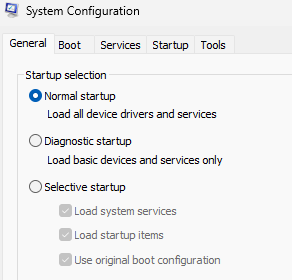 System Configuration
General Boot Services Startup Tools
Startup selection
Normal startup
Load all device drivers and services
Diagnostic startup
Load basic devices and services only
Selective startup
Load system services
Load startup items
Use original boot configuration